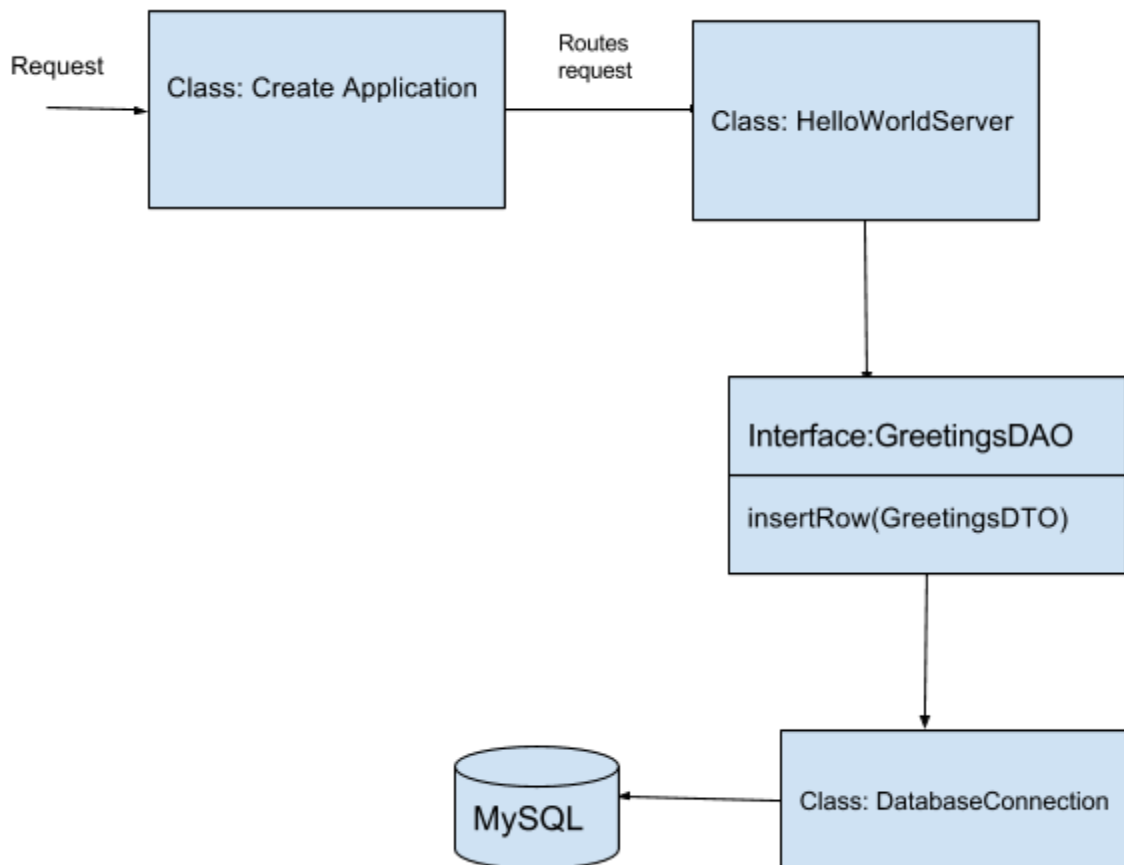 Request
Class: Create Application
Routes
request
Class: HelloWorldServer
Interface:GreetingsDAO
insertRow(GreetingsDTO)
Class: DatabaseConnection
MySQL